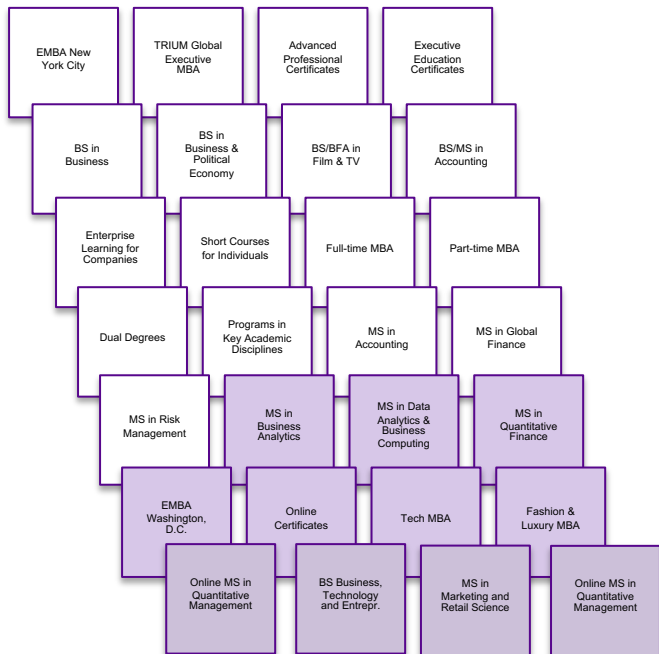 EMBA New
York City
TRIUM Global
Executive
MBA
Advanced
Professional
Certificates
Executive
Education
Certificates
BS in
Business
BS in
Business &
Political
Economy
BS/BFA in
Film & TV
BS/MS in
Accounting
Enterprise
Learning for
Companies
Short Courses
for Individuals
Full-time MBA
Part-time MBA
Dual Degrees
Programs in
Key Academic
Disciplines
MS in
Accounting
MS in Global
Finance
MS in Risk
Management
MS in
Business
Analytics
MS in Data
Analytics &
Business
Computing
MS in
Quantitative
Finance
EMBA
Washington,
D.C.
Online
Certificates
Tech MBA
Fashion &
Luxury MBA
Online MS in
Quantitative
Management
BS Business,
Technology
and Entrepr.
MS in
Marketing and
Retail Science
Online MS in
Quantitative
Management